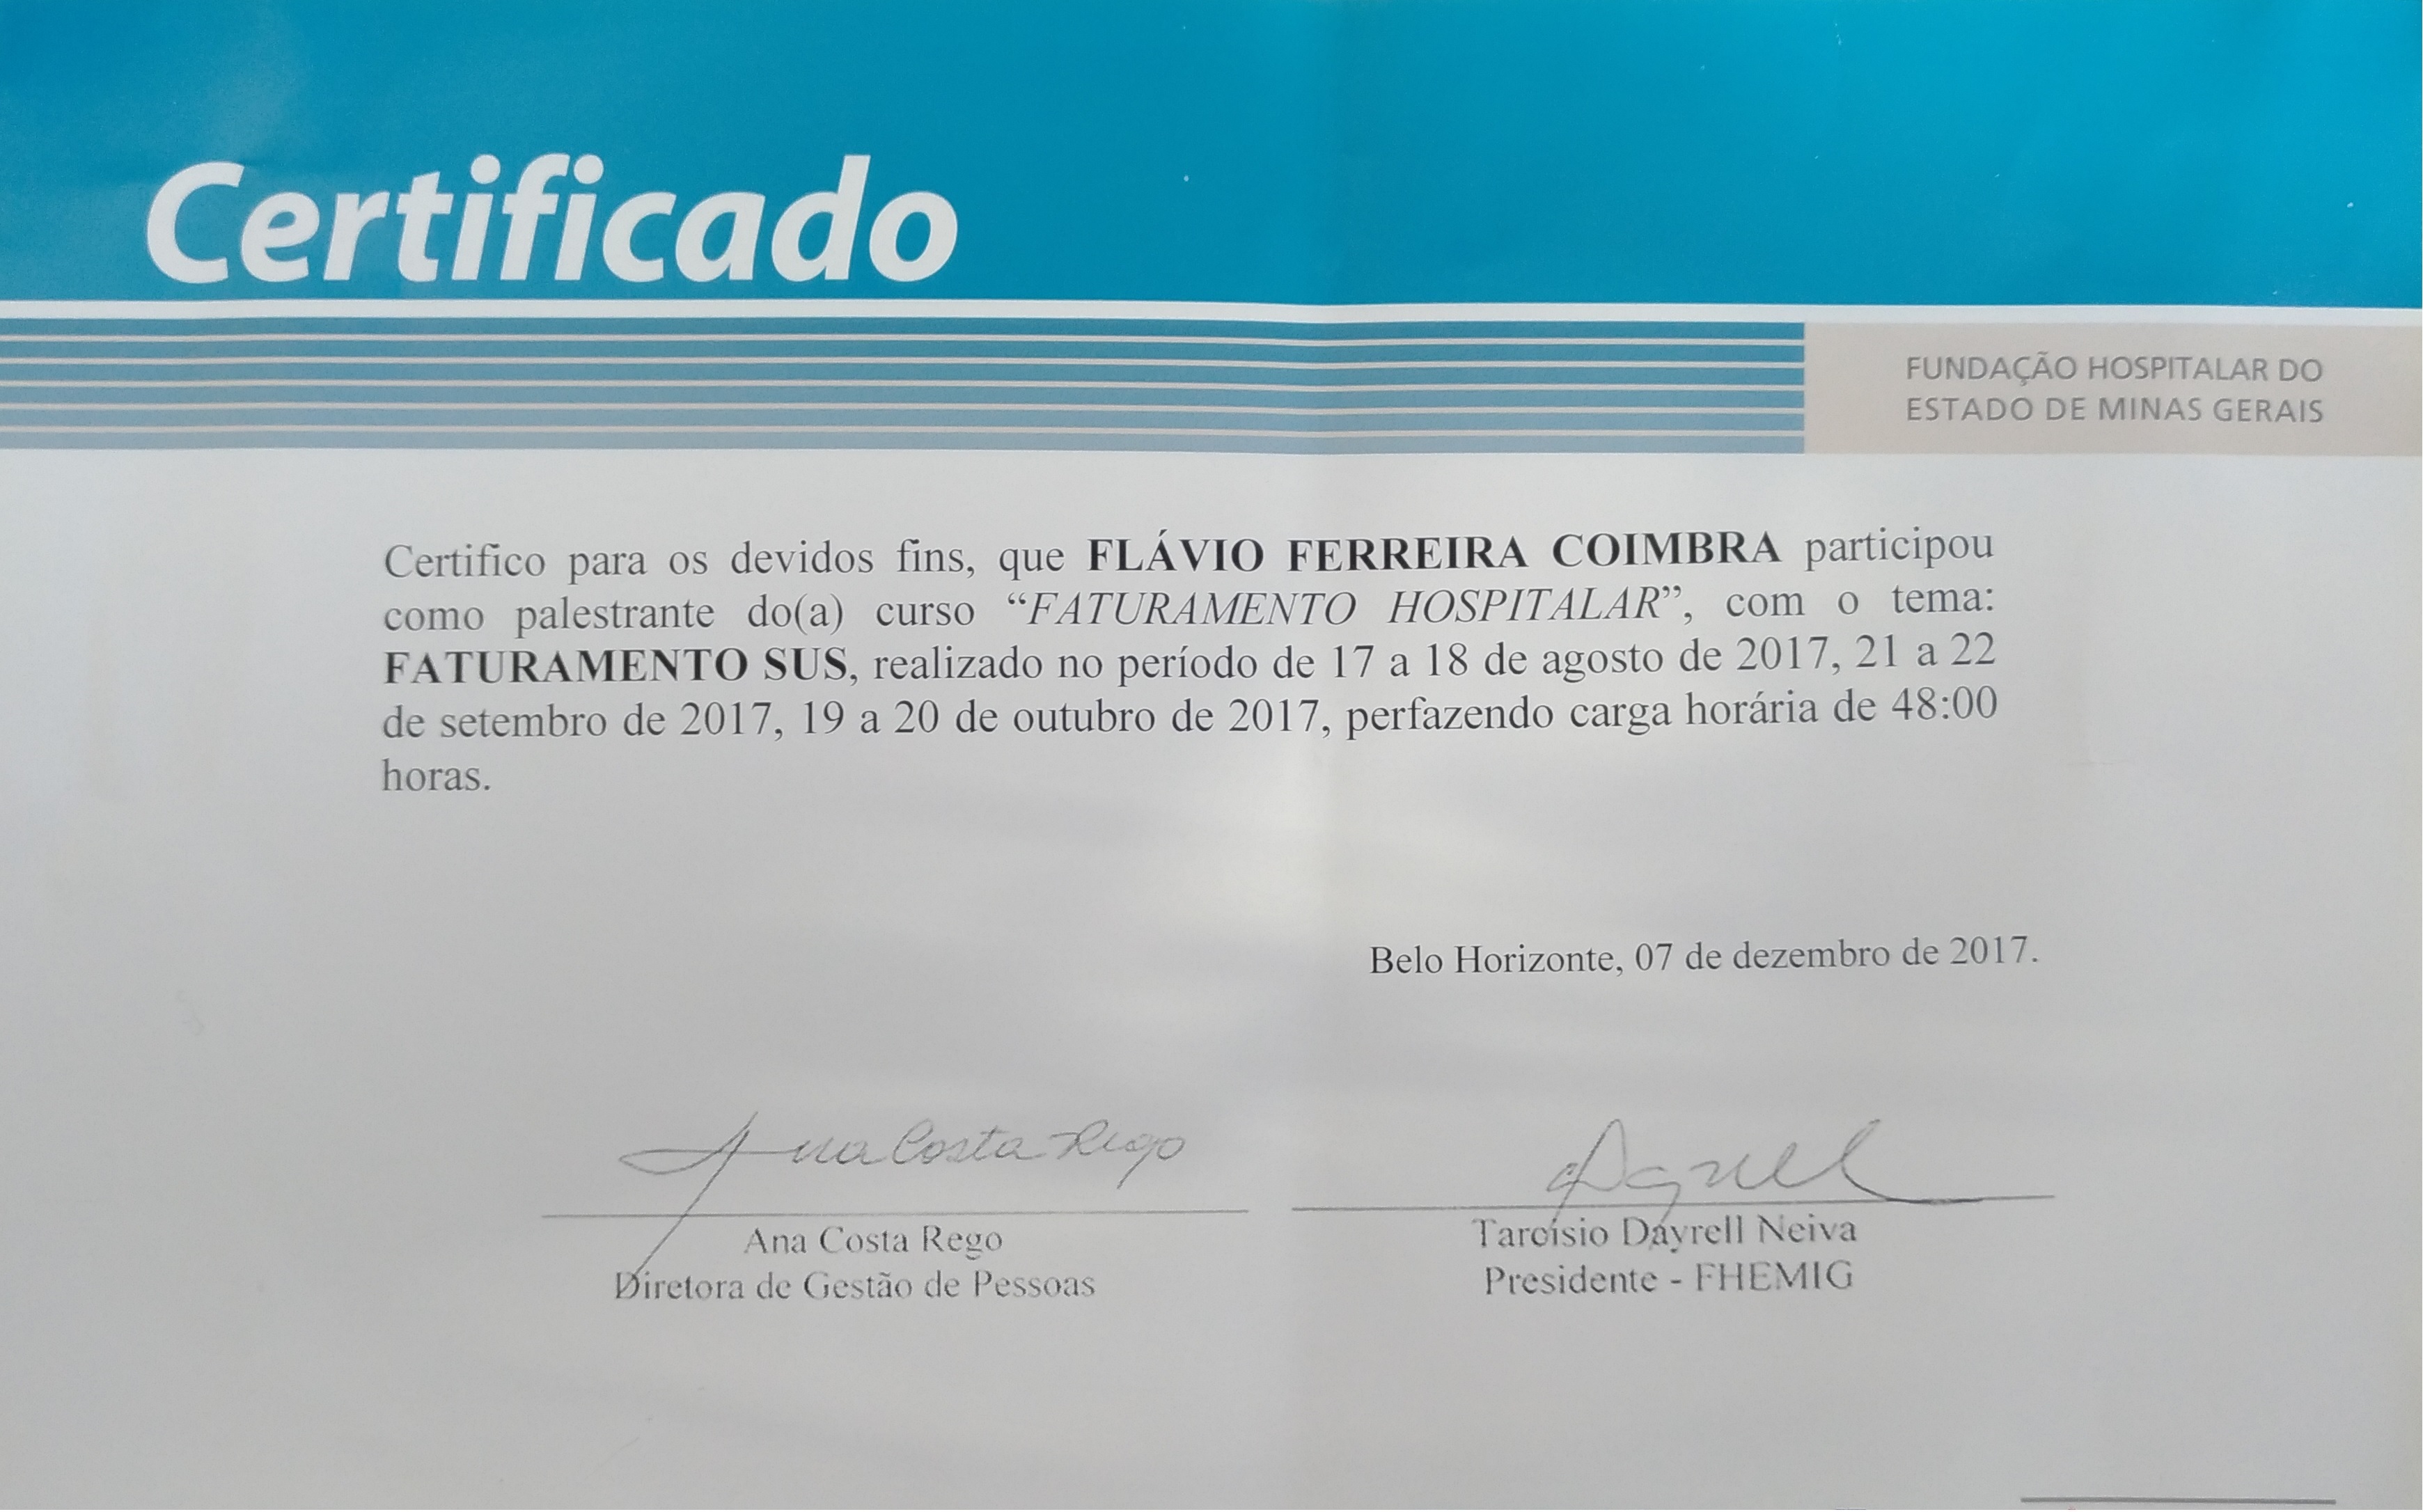 Certificado
FUNDAÇÃO HOSPITALAR DO
ESTADO DE MINAS GERAIS
Certifico para os devidos fins, que FLÁVIO FERREIRA COIMBRA participou
como palestrante do(a) curso “FATURAMENTO HOSPITALAR”, com o tema:
FATURAMENTO SUS, realizado no período de 17 a 18 de agosto de 2017, 21 a 22
de setembro de 2017, 19 a 20 de outubro de 2017, perfazendo carga horária de 48:00
horas.
Belo Horizonte, 07 de dezembro de 2017.
Ana Costa Rego
Dayrell
Ana Costa Rego
Tarcísio Dayrell Neiva
Diretora de Gestão de Pessoas
Presidente - FHEMIG